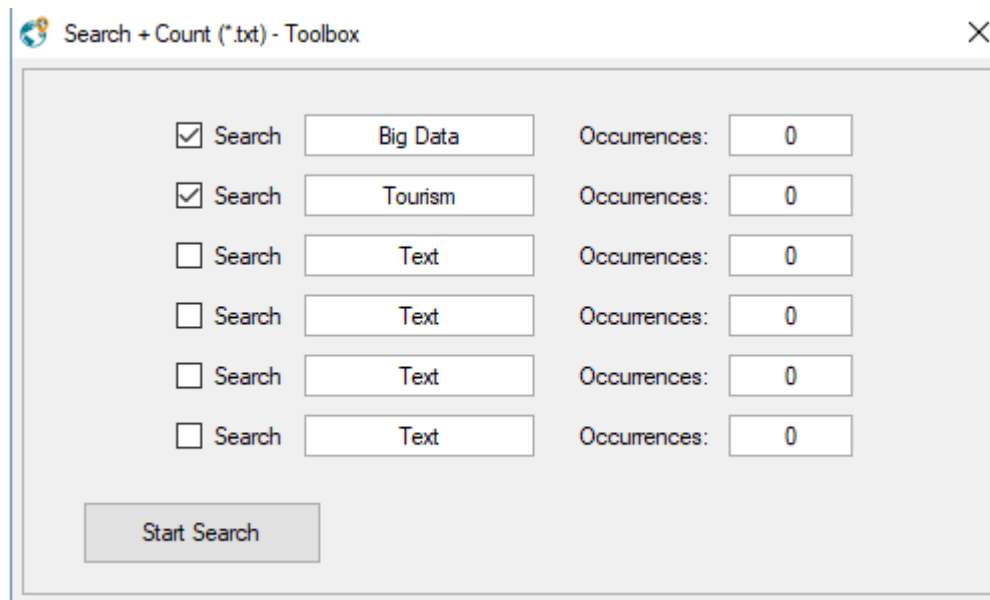 Search + Count (*.txt) - Toolbox
Search Big Data Occurrences: 0
Search Tourism Occurrences: 0
Search Text Occurrences: 0
Search Text Occurrences: 0
Search Text Occurrences: 0
Search Text Occurrences: 0
Start Search